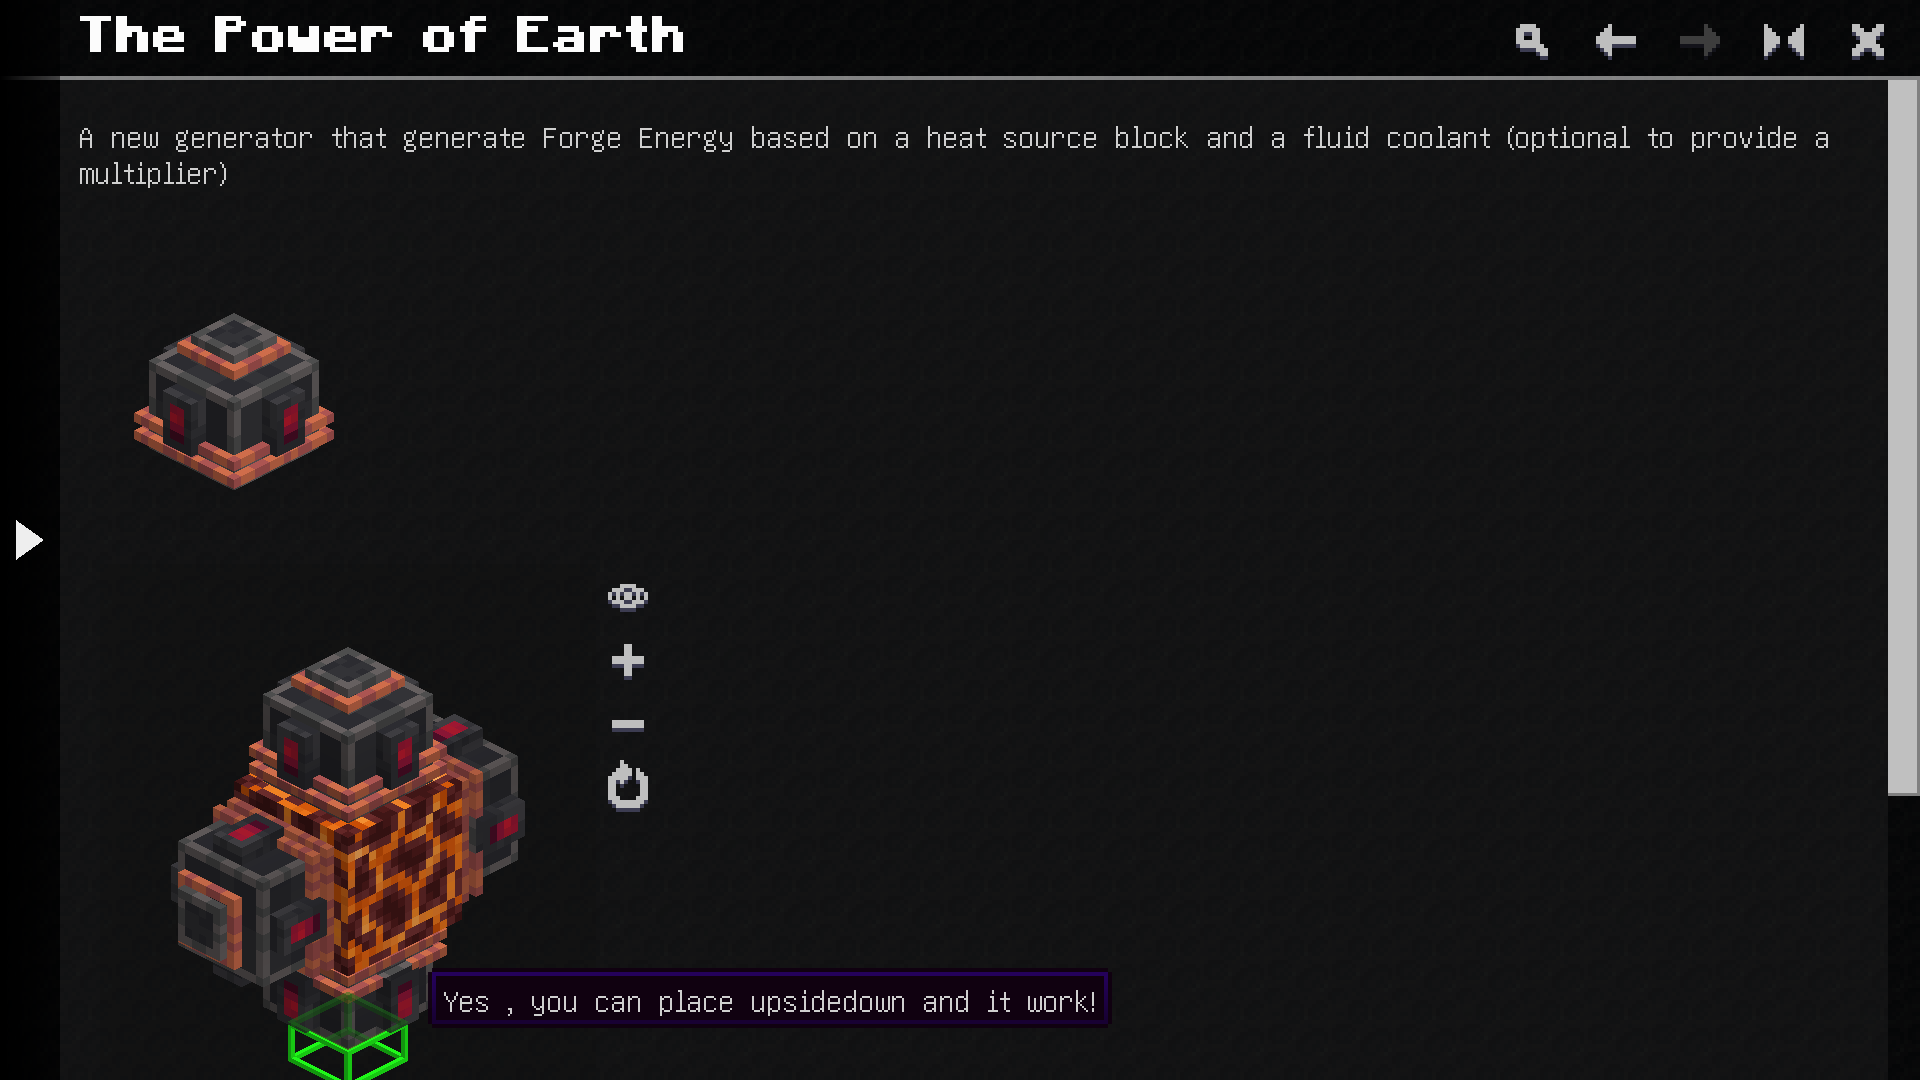 The Power of Earth
A new generator that generate Forge Energy based on a heat source block and a fluid coolant (optional to provide a
multiplier)
Yes , you can place upsidedown and it work!